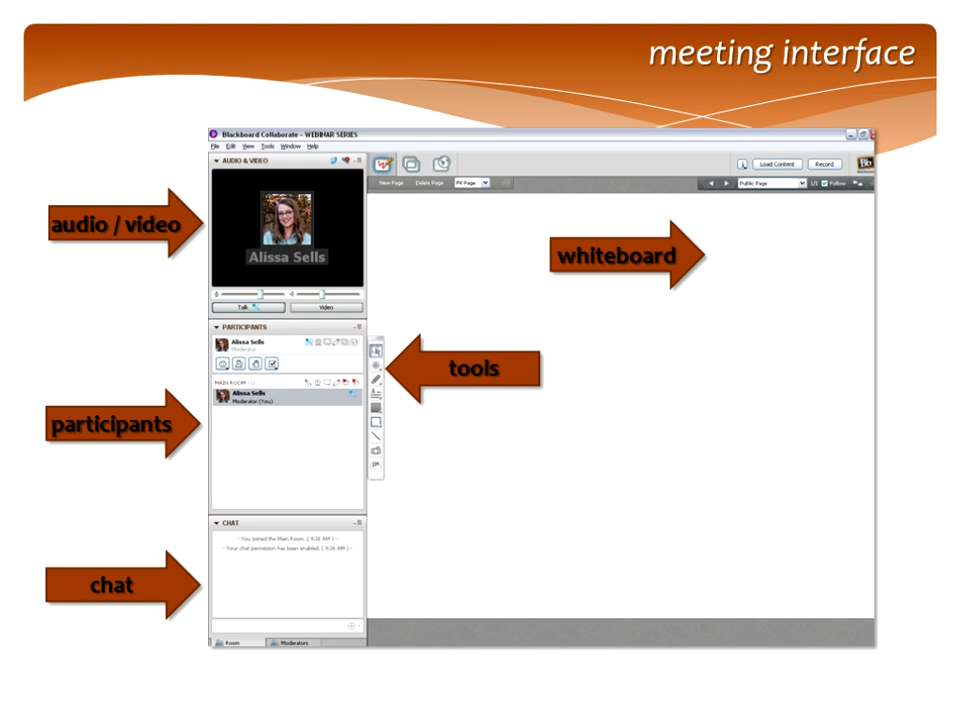 meeting interface
Blackboard Collaborate - WEBINAR SERIES
File Edit View Tools Window Help
AUDIO & VIDEO
Load Content
Record
Bb
New Page Delete Page Fit Page
Public Page
1/1
Follow
audio / video
Alissa Sells
whiteboard
Talk
Video
PARTICIPANTS
Alissa Sells
Moderator
tools
MAIN ROOM
Alissa Sells
Moderator (You)
participants
CHAT
- You joined the Main Room. ( 9:26 AM ) -
- Your chat permission has been enabled. ( 9:26 AM ) -
chat
Room
Moderators